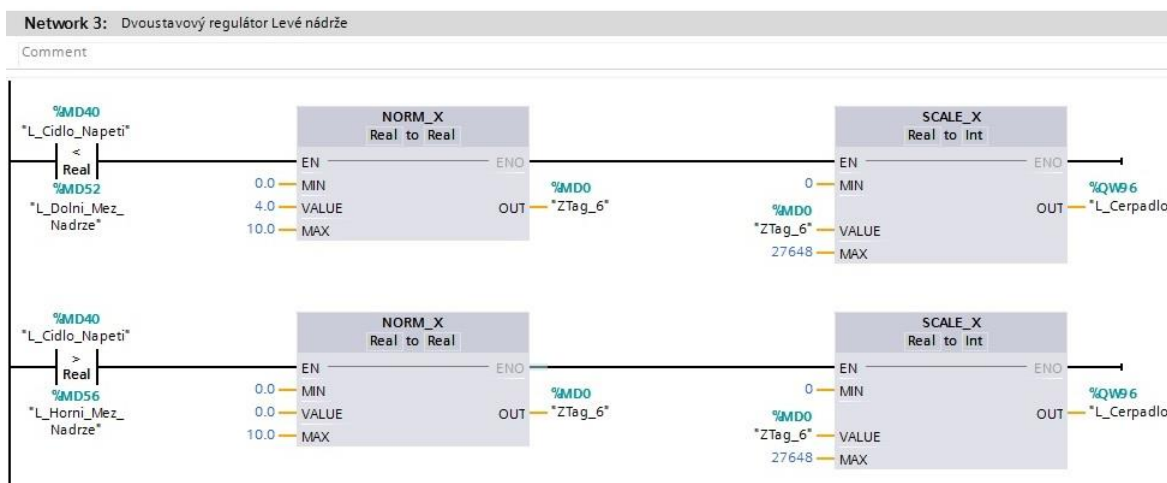 Network 3: Dvoustavový regulátor Levé nádrže
Comment
%MD40
"L_Cidlo_Napeti"
<
Real
%MD52
"L_Dolni_Mez_
Nadrze"
NORM_X
Real to Real
EN
ENO
0.0
MIN
4.0
VALUE
10.0
MAX
OUT
%MD0
"ZTag_6"
SCALE_X
Real to Int
EN
ENO
0
MIN
%MD0
"ZTag_6"
VALUE
27648
MAX
OUT
%QW96
"L_Cerpadlo
%MD40
"L_Cidlo_Napeti"
>
Real
%MD56
"L_Horni_Mez_
Nadrze"
NORM_X
Real to Real
EN
ENO
0.0
MIN
0.0
VALUE
10.0
MAX
OUT
%MD0
"ZTag_6"
SCALE_X
Real to Int
EN
ENO
0
MIN
%MD0
"ZTag_6"
VALUE
27648
MAX
OUT
%QW96
"L_Cerpadlo